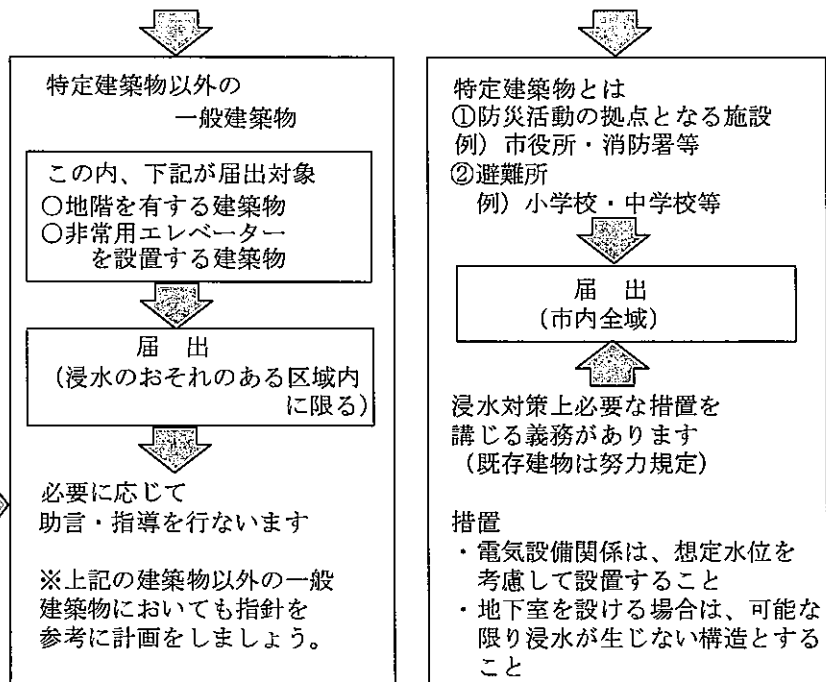 特定建築物以外の
一般建築物
この内、下記が届出対象
○地階を有する建築物
○非常用エレベーター
を設置する建築物
届 出
(浸水のおそれのある区域内
に限る)
必要に応じて
助言・指導を行ないます
※上記の建築物以外の一般
建築物においても指針を
参考に計画をしましょう。
特定建築物とは
①防災活動の拠点となる施設
例）市役所・消防署等
②避難所
例）小学校・中学校等
届 出
(市内全域)
浸水対策上必要な措置を
講じる義務があります
(既存建物は努力規定)
措置
・電気設備関係は、想定水位を
考慮して設置すること
・地下室を設ける場合は、可能な
限り浸水が生じない構造とする
こと